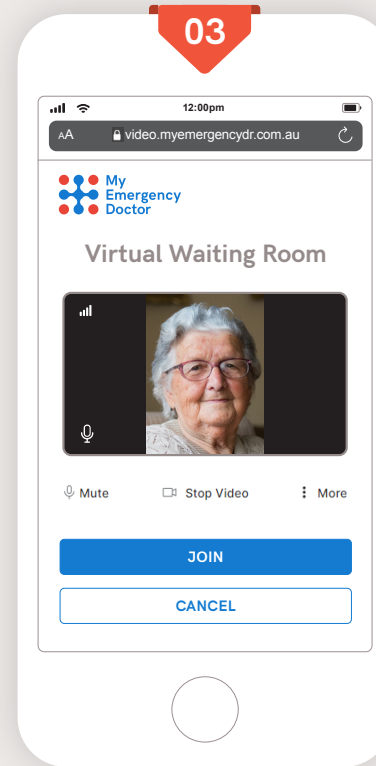 03
12:00pm
AA video.myemergencydr.com.au
My
Emergency
Doctor
Virtual Waiting Room
Mute Stop Video More
JOIN
CANCEL